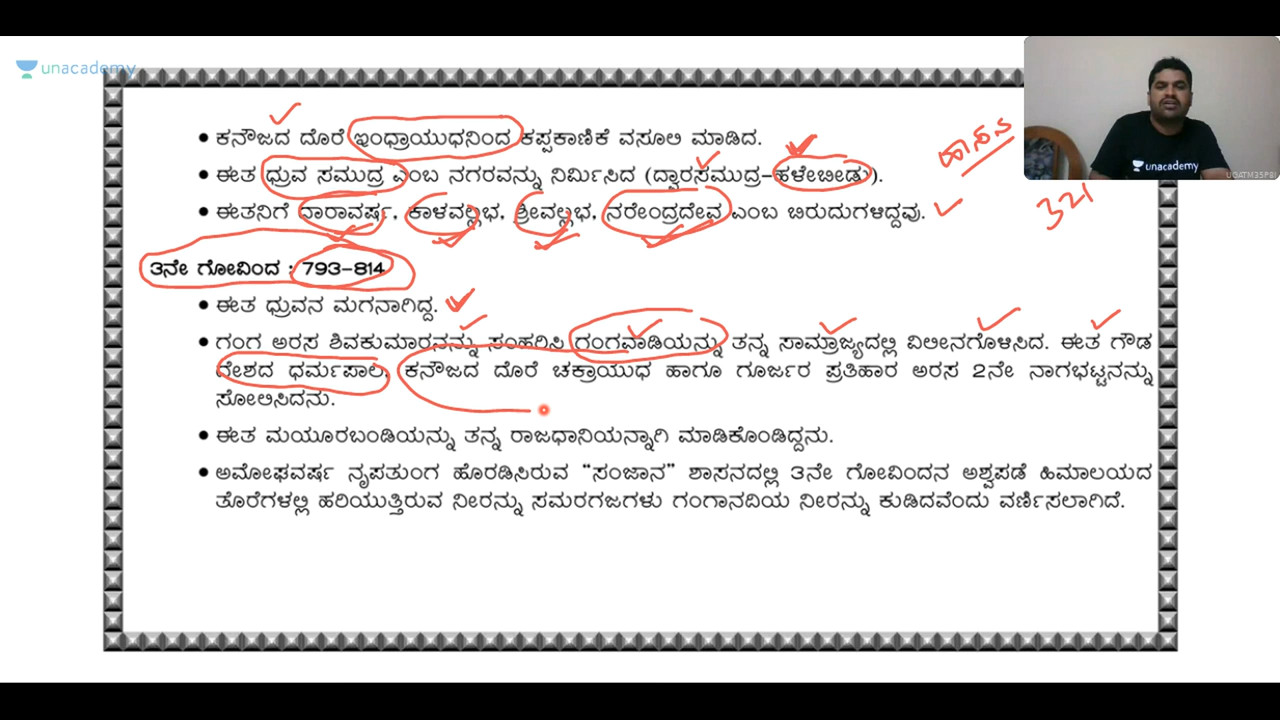 unacademy
• ಕನೌಜದ ದೊರೆ ಇಂಧ್ರಾಯುಧನಿಂದ ಕಪ್ಪಕಾಣಿಕೆ ವಸೂಲಿ ಮಾಡಿದ.
• ಈತ ಧ್ರುವ ಸಮುದ್ರ ಎಂಬ ನಗರವನ್ನು ನಿರ್ಮಿಸಿದ (ದ್ವಾರಸಮುದ್ರ-ಹಳೇಬೀಡು).
ಹಾಸನ
unacademy
UOATM35P8I
• ಈತನಿಗೆ ದಾರಾವರ್ಷ, ಕಾಳವಲ್ಲಭ, ಶ್ರೀವಲ್ಲಭ, ನರೇಂದ್ರದೇವ ಎಂಬ ಬಿರುದುಗಳಿದ್ದವು.
3ನೇ ಗೋವಿಂದ : 793-814
• ಈತ ಧ್ರುವನ ಮಗನಾಗಿದ್ದ.
• ಗಂಗ ಅರಸ ಶಿವಕುಮಾರನನ್ನು ಸಂಹರಿಸಿ ಗಂಗವಾಡಿಯನ್ನು ತನ್ನ ಸಾಮ್ರಾಜ್ಯದಲ್ಲಿ ವಿಲೀನಗೊಳಿಸಿದ. ಈತ ಗೌಡ
ದೇಶದ ಧರ್ಮಪಾಲ, ಕನೌಜದ ದೊರೆ ಚಕ್ರಾಯುಧ ಹಾಗೂ ಗೂರ್ಜರ ಪ್ರತಿಹಾರ ಅರಸ 2ನೇ ನಾಗಭಟ್ಟನನ್ನು
ಸೋಲಿಸಿದನು.
• ಈತ ಮಯೂರಬಂಡಿಯನ್ನು ತನ್ನ ರಾಜಧಾನಿಯನ್ನಾಗಿ ಮಾಡಿಕೊಂಡಿದ್ದನು.
• ಅಮೋಘವರ್ಷ ನೃಪತುಂಗ ಹೊರಡಿಸಿರುವ “ಸಂಜಾನ” ಶಾಸನದಲ್ಲಿ 3ನೇ ಗೋವಿಂದನ ಅಶ್ವಪಡೆ ಹಿಮಾಲಯದ
ತೊರೆಗಳಲ್ಲಿ ಹರಿಯುತ್ತಿರುವ ನೀರನ್ನು ಸಮರಗಜಗಳು ಗಂಗಾನದಿಯ ನೀರನ್ನು ಕುಡಿದವೆಂದು ವರ್ಣಿಸಲಾಗಿದೆ.